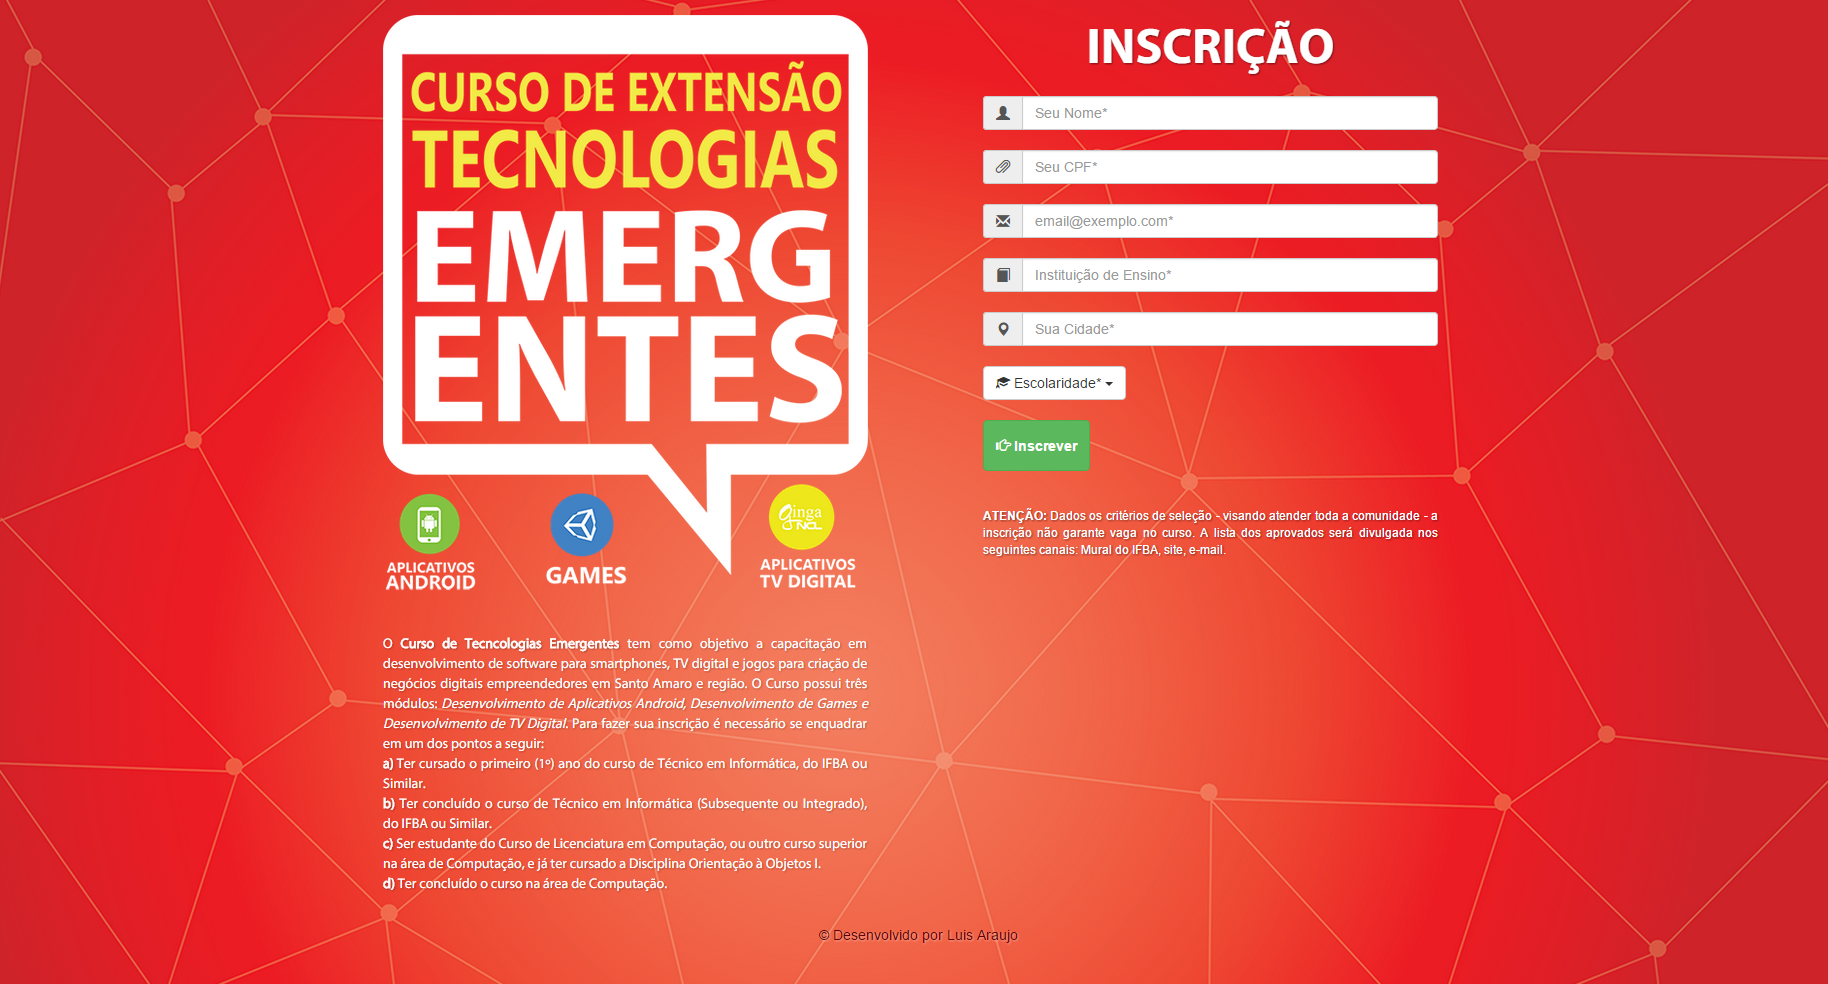 CURSO DE EXTENSÃO
TECNOLOGIAS
EMERG
ENTES
APLICATIVOS
ANDROID
GAMES
Ginga
NCL
APLICATIVOS
TV DIGITAL
O Curso de Tecncologias Emergentes tem como objetivo a capacitação em
desenvolvimento de software para smartphones, TV digital e jogos para criação de
negócios digitais empreendedores em Santo Amaro e região. O Curso possui três
módulos: Desenvolvimento de Aplicativos Android, Desenvolvimento de Games e
Desenvolvimento de TV Digital. Para fazer sua inscrição é necessário se enquadrar
em um dos pontos a seguir:
a) Ter cursado o primeiro (1º) ano do curso de Técnico em Informática, do IFBA ou
Similar.
b) Ter concluído o curso de Técnico em Informática (Subsequente ou Integrado),
do IFBA ou Similar.
c) Ser estudante do Curso de Licenciatura em Computação, ou outro curso superior
na área de Computação, e já ter cursado a Disciplina Orientação à Objetos I.
d) Ter concluído o curso na área de Computação.
INSCRIÇÃO
Seu Nome*
Seu CPF*
email@exemplo.com*
Instituição de Ensino*
Sua Cidade*
Escolaridade*
Inscrever
ATENÇÃO: Dados os critérios de seleção - visando atender toda a comunidade - a
inscrição não garante vaga no curso. A lista dos aprovados será divulgada nos
seguintes canais: Mural do IFBA, site, e-mail.
© Desenvolvido por Luis Araujo